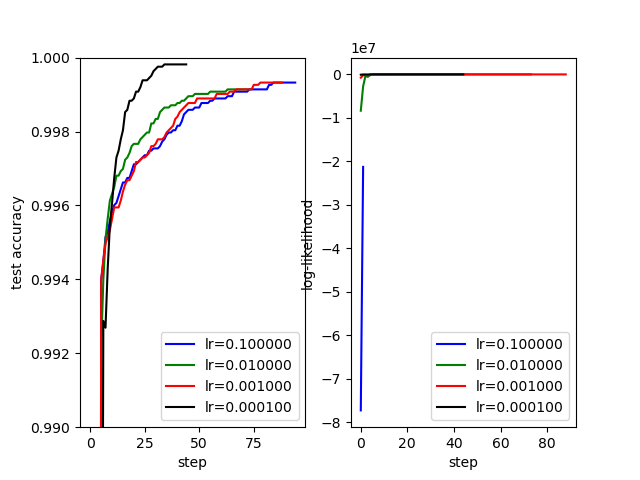 1.000
0.998
0.996
0.994
0.992
0.990
test accuracy
0
25
50
75
step
lr=0.100000
lr=0.010000
lr=0.001000
lr=0.000100
1e7
0
−1
−2
−3
−4
−5
−6
−7
−8
log-likelihood
0
20
40
60
80
step
lr=0.100000
lr=0.010000
lr=0.001000
lr=0.000100